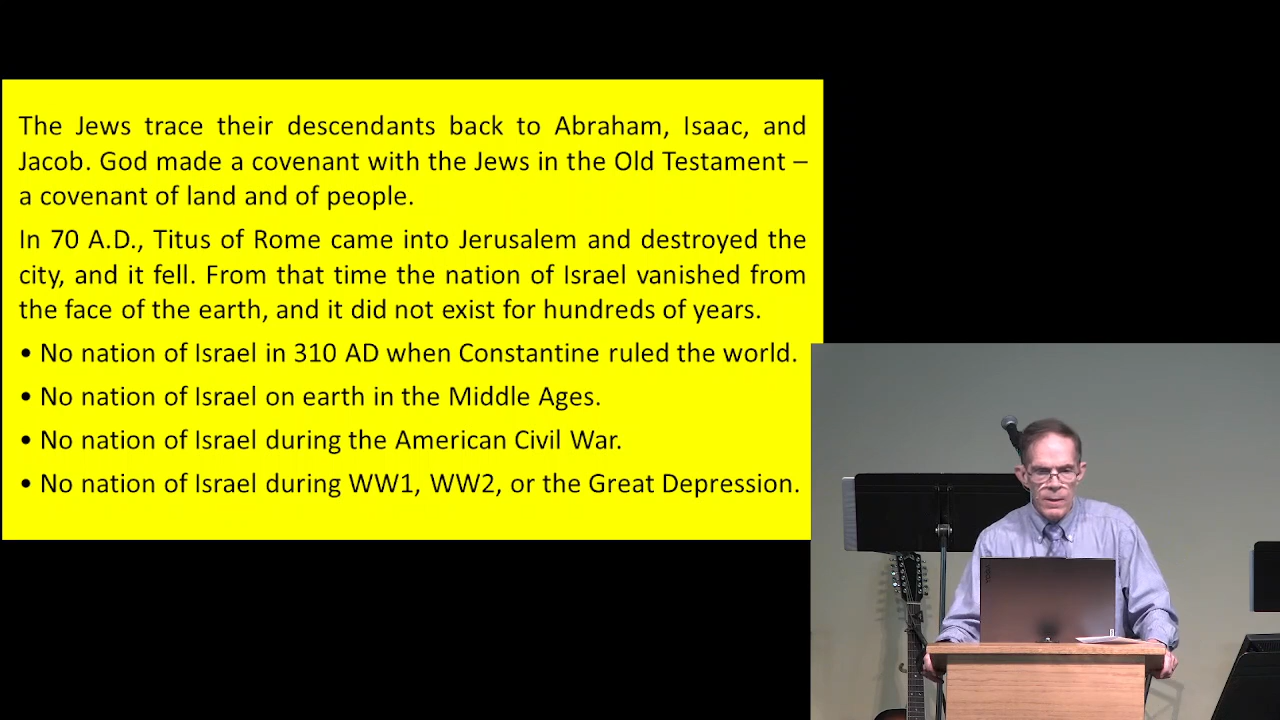 The Jews trace their descendants back to Abraham, Isaac, and
Jacob. God made a covenant with the Jews in the Old Testament –
a covenant of land and of people.
In 70 A.D., Titus of Rome came into Jerusalem and destroyed the
city, and it fell. From that time the nation of Israel vanished from
the face of the earth, and it did not exist for hundreds of years.
• No nation of Israel in 310 AD when Constantine ruled the world.
• No nation of Israel on earth in the Middle Ages.
• No nation of Israel during the American Civil War.
• No nation of Israel during WW1, WW2, or the Great Depression.